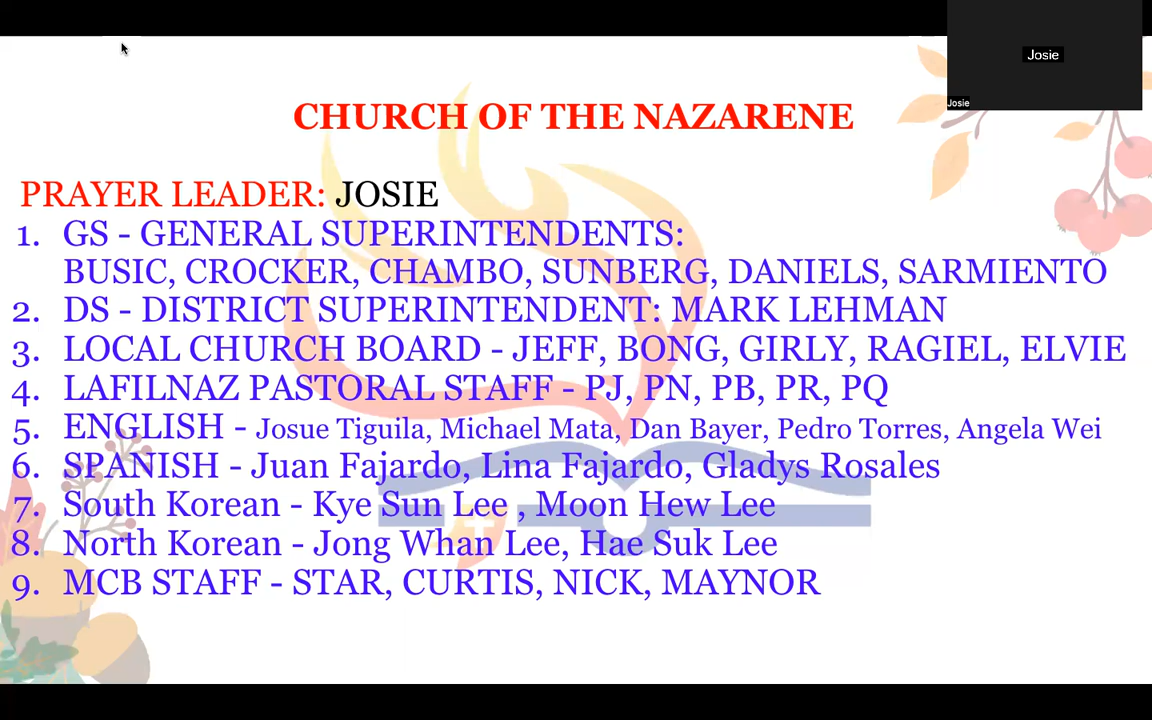 Josie
Josie
CHURCH OF THE NAZARENE
PRAYER LEADER: JOSIE
1. GS - GENERAL SUPERINTENDENTS:
BUSIC, CROCKER, CHAMBO, SUNBERG, DANIELS, SARMIENTO
2. DS - DISTRICT SUPERINTENDENT: MARK LEHMAN
3. LOCAL CHURCH BOARD - JEFF, BONG, GIRLY, RAGIEL, ELVIE
4. LAFILNAZ PASTORAL STAFF - PJ, PN, PB, PR, PQ
5. ENGLISH - Josue Tiguila, Michael Mata, Dan Bayer, Pedro Torres, Angela Wei
6. SPANISH - Juan Fajardo, Lina Fajardo, Gladys Rosales
7. South Korean - Kye Sun Lee , Moon Hew Lee
8. North Korean - Jong Whan Lee, Hae Suk Lee
9. MCB STAFF - STAR, CURTIS, NICK, MAYNOR